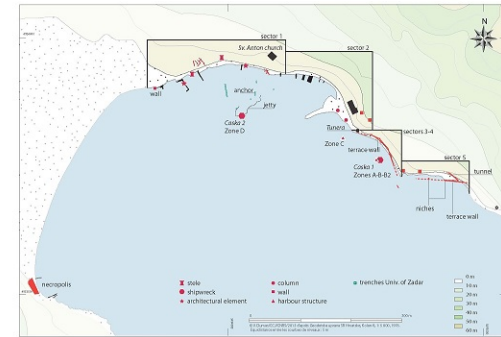 sector 1
N
Sv. Anton church
sector 2
wall
anchor
jetty
Caska 2
Zone D
Tunera
sectors 3-4
Zone C
terrace-wall
Caska 1
Zones A-B-B2
sector 5
tunnel
niches
terrace wall
necropolis
stele
column
trenches Univ. of Zadar
shipwreck
wall
architectural element
harbour structure
0 m
10 m
20 m
30 m
40 m
50 m
60 m